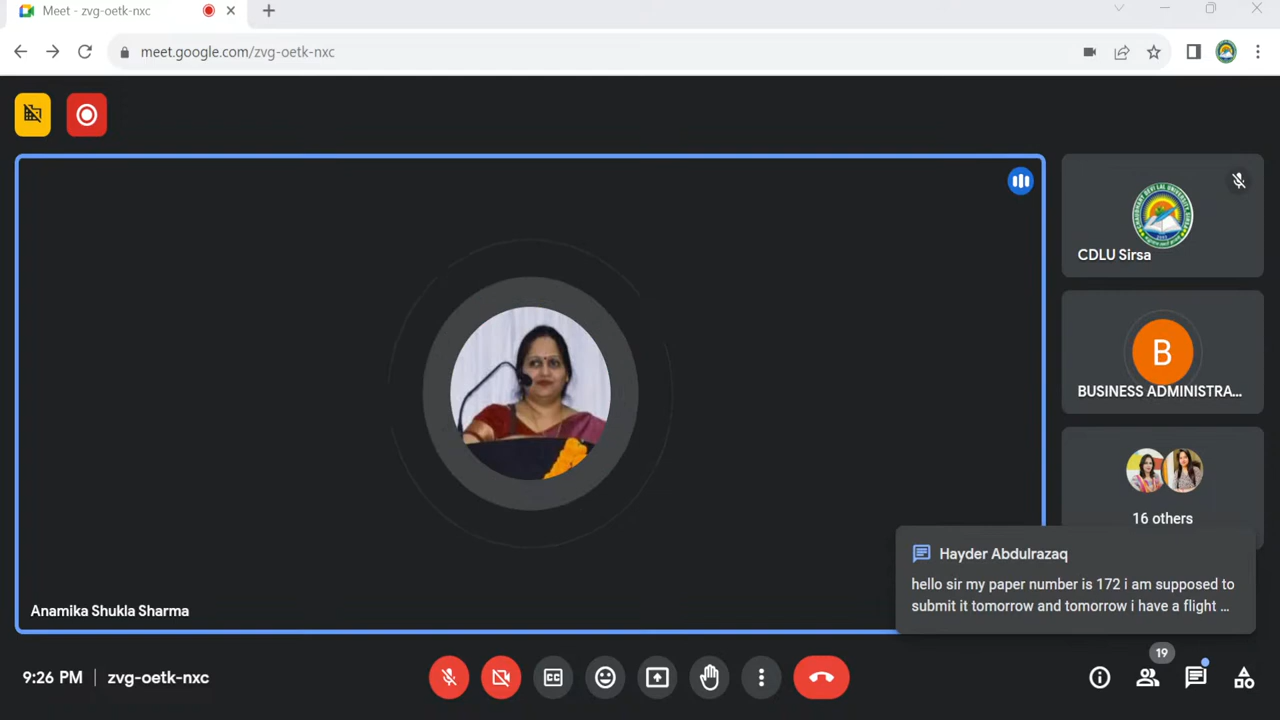 Meet - zvg-oetk-nxc
meet.google.com/zvg-oetk-nxc
CDLU Sirsa
B
BUSINESS ADMINISTRA...
16 others
Hayder Abdulrazaq
hello sir my paper number is 172 i am supposed to
submit it tomorrow and tomorrow i have a flight ...
Anamika Shukla Sharma
9:26 PM | zvg-oetk-nxc
CC
19